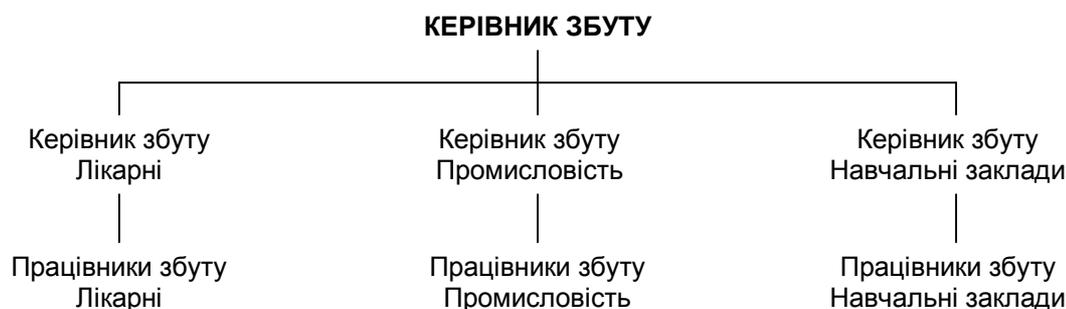 КЕРІВНИК ЗБУТУ
Керівник збуту
Лікарні
Керівник збуту
Промисловість
Керівник збуту
Навчальні заклади
Працівники збуту
Лікарні
Працівники збуту
Промисловість
Працівники збуту
Навчальні заклади